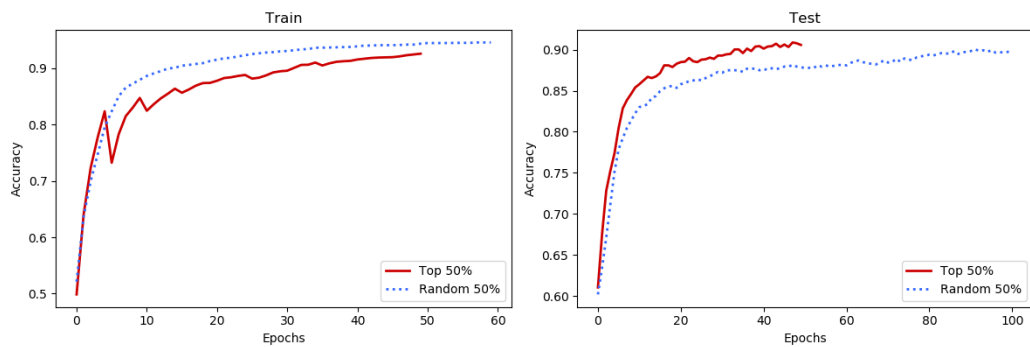 Train
Accuracy
0.9
0.8
0.7
0.6
0.5
0 10 20 30 40 50 60
Epochs
Top 50%
Random 50%
Test
Accuracy
0.90
0.85
0.80
0.75
0.70
0.65
0.60
0 20 40 60 80 100
Epochs
Top 50%
Random 50%